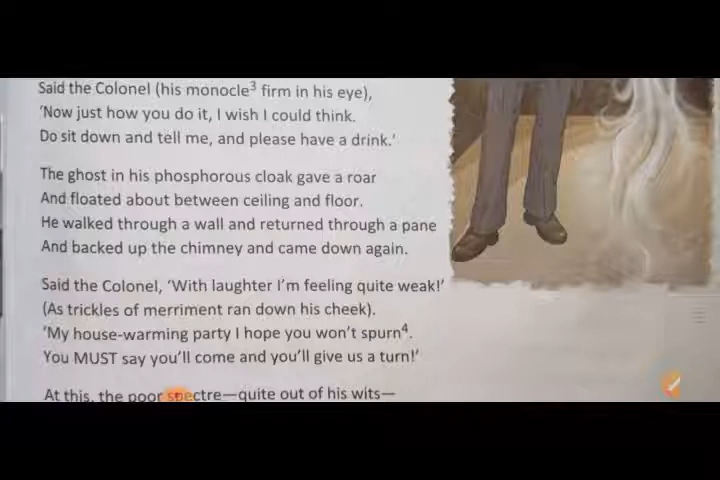 Said the Colonel (his monocle³ firm in his eye),
'Now just how you do it, I wish I could think.
Do sit down and tell me, and please have a drink.'
The ghost in his phosphorous cloak gave a roar
And floated about between ceiling and floor.
He walked through a wall and returned through a pane
And backed up the chimney and came down again.
Said the Colonel, 'With laughter I'm feeling quite weak!'
(As trickles of merriment ran down his cheek).
'My house-warming party I hope you won't spurn⁴.
You MUST say you'll come and you'll give us a turn!'
At this, the poor spectre—quite out of his wits—